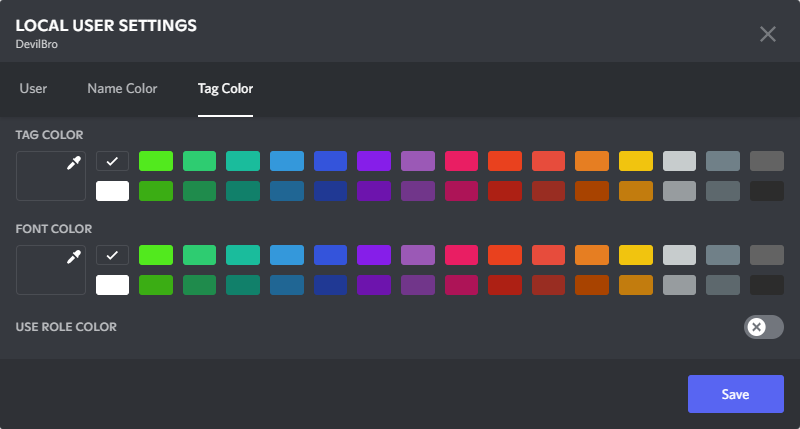 LOCAL USER SETTINGS
DevilBro
User Name Color Tag Color
TAG COLOR
FONT COLOR
USE ROLE COLOR
Save